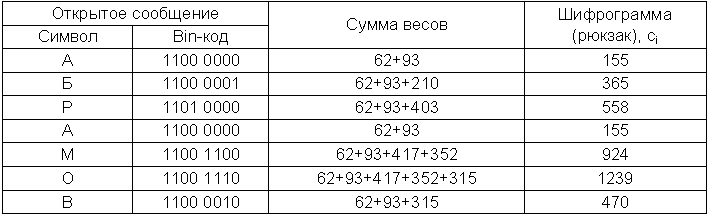 Открытое сообщение Сумма весов Шифрограмма (рюкзак), ci
Символ Bin-код
А 1100 0000 62+93 155
Б 1100 0001 62+93+210 365
Р 1101 0000 62+93+403 558
А 1100 0000 62+93 155
М 1100 1100 62+93+417+352 924
О 1100 1110 62+93+417+352+315 1239
В 1100 0010 62+93+315 470